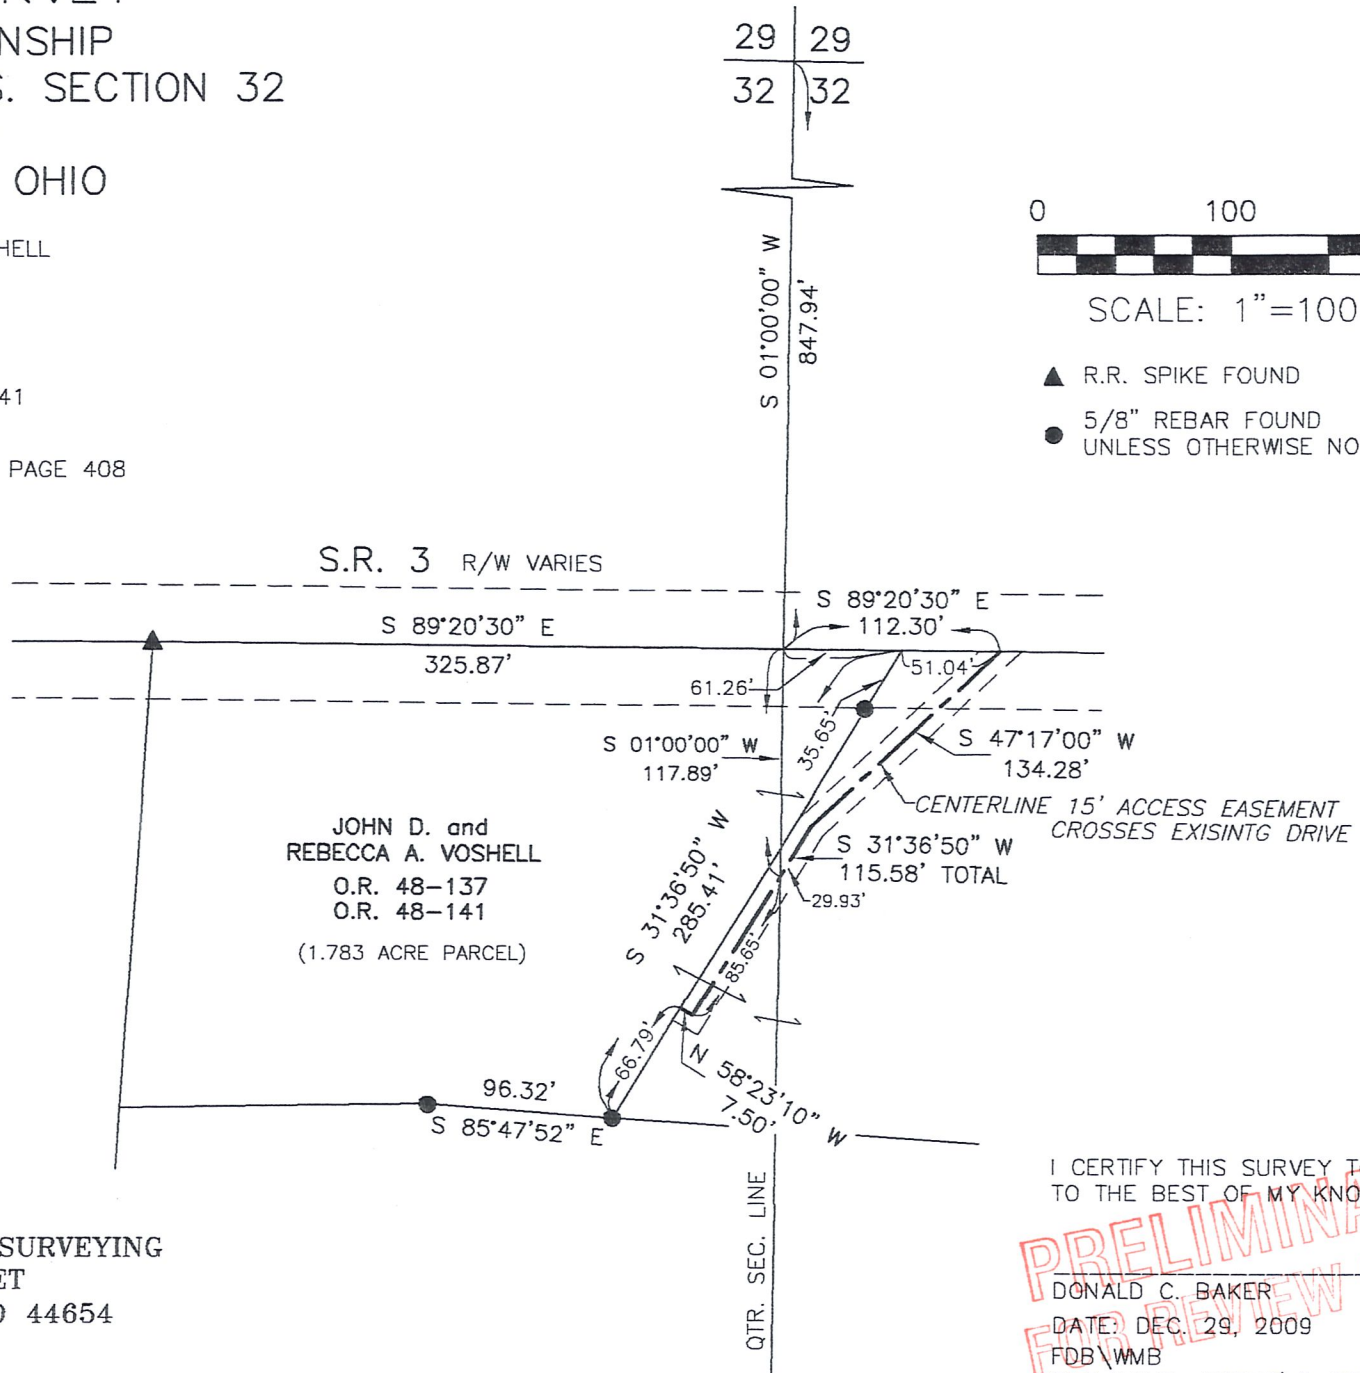 NSHIP
SECTION 32
OHIO
HELL
41
PAGE 408
29 29
32 32
S 01°00'00" W
847.94'
0 100
SCALE: 1"=100
R.R. SPIKE FOUND
5/8" REBAR FOUND
UNLESS OTHERWISE NO
S.R. 3 R/W VARIES
S 89°20'30" E
325.87'
S 89°20'30" E
112.30'
51.04'
61.26'
35.65'
S 01°00'00" W
117.89'
S 47°17'00" W
134.28'
CENTERLINE 15' ACCESS EASEMENT
CROSSES EXISINTG DRIVE
S 31°36'50" W
115.58' TOTAL
29.93'
S 31°36'50" W
285.41'
85.65'
JOHN D. and
REBECCA A. VOSHELL
O.R. 48-137
O.R. 48-141
(1.783 ACRE PARCEL)
66.79'
N 58°23'10" W
7.50'
96.32'
S 85°47'52" E
QTR. SEC. LINE
SURVEYING
ET
44654
I CERTIFY THIS SURVEY T
TO THE BEST OF MY KNO
PRELIMINA
FOR REVIEW
DONALD C. BAKER
DATE: DEC. 29, 2009
FDB\WMB